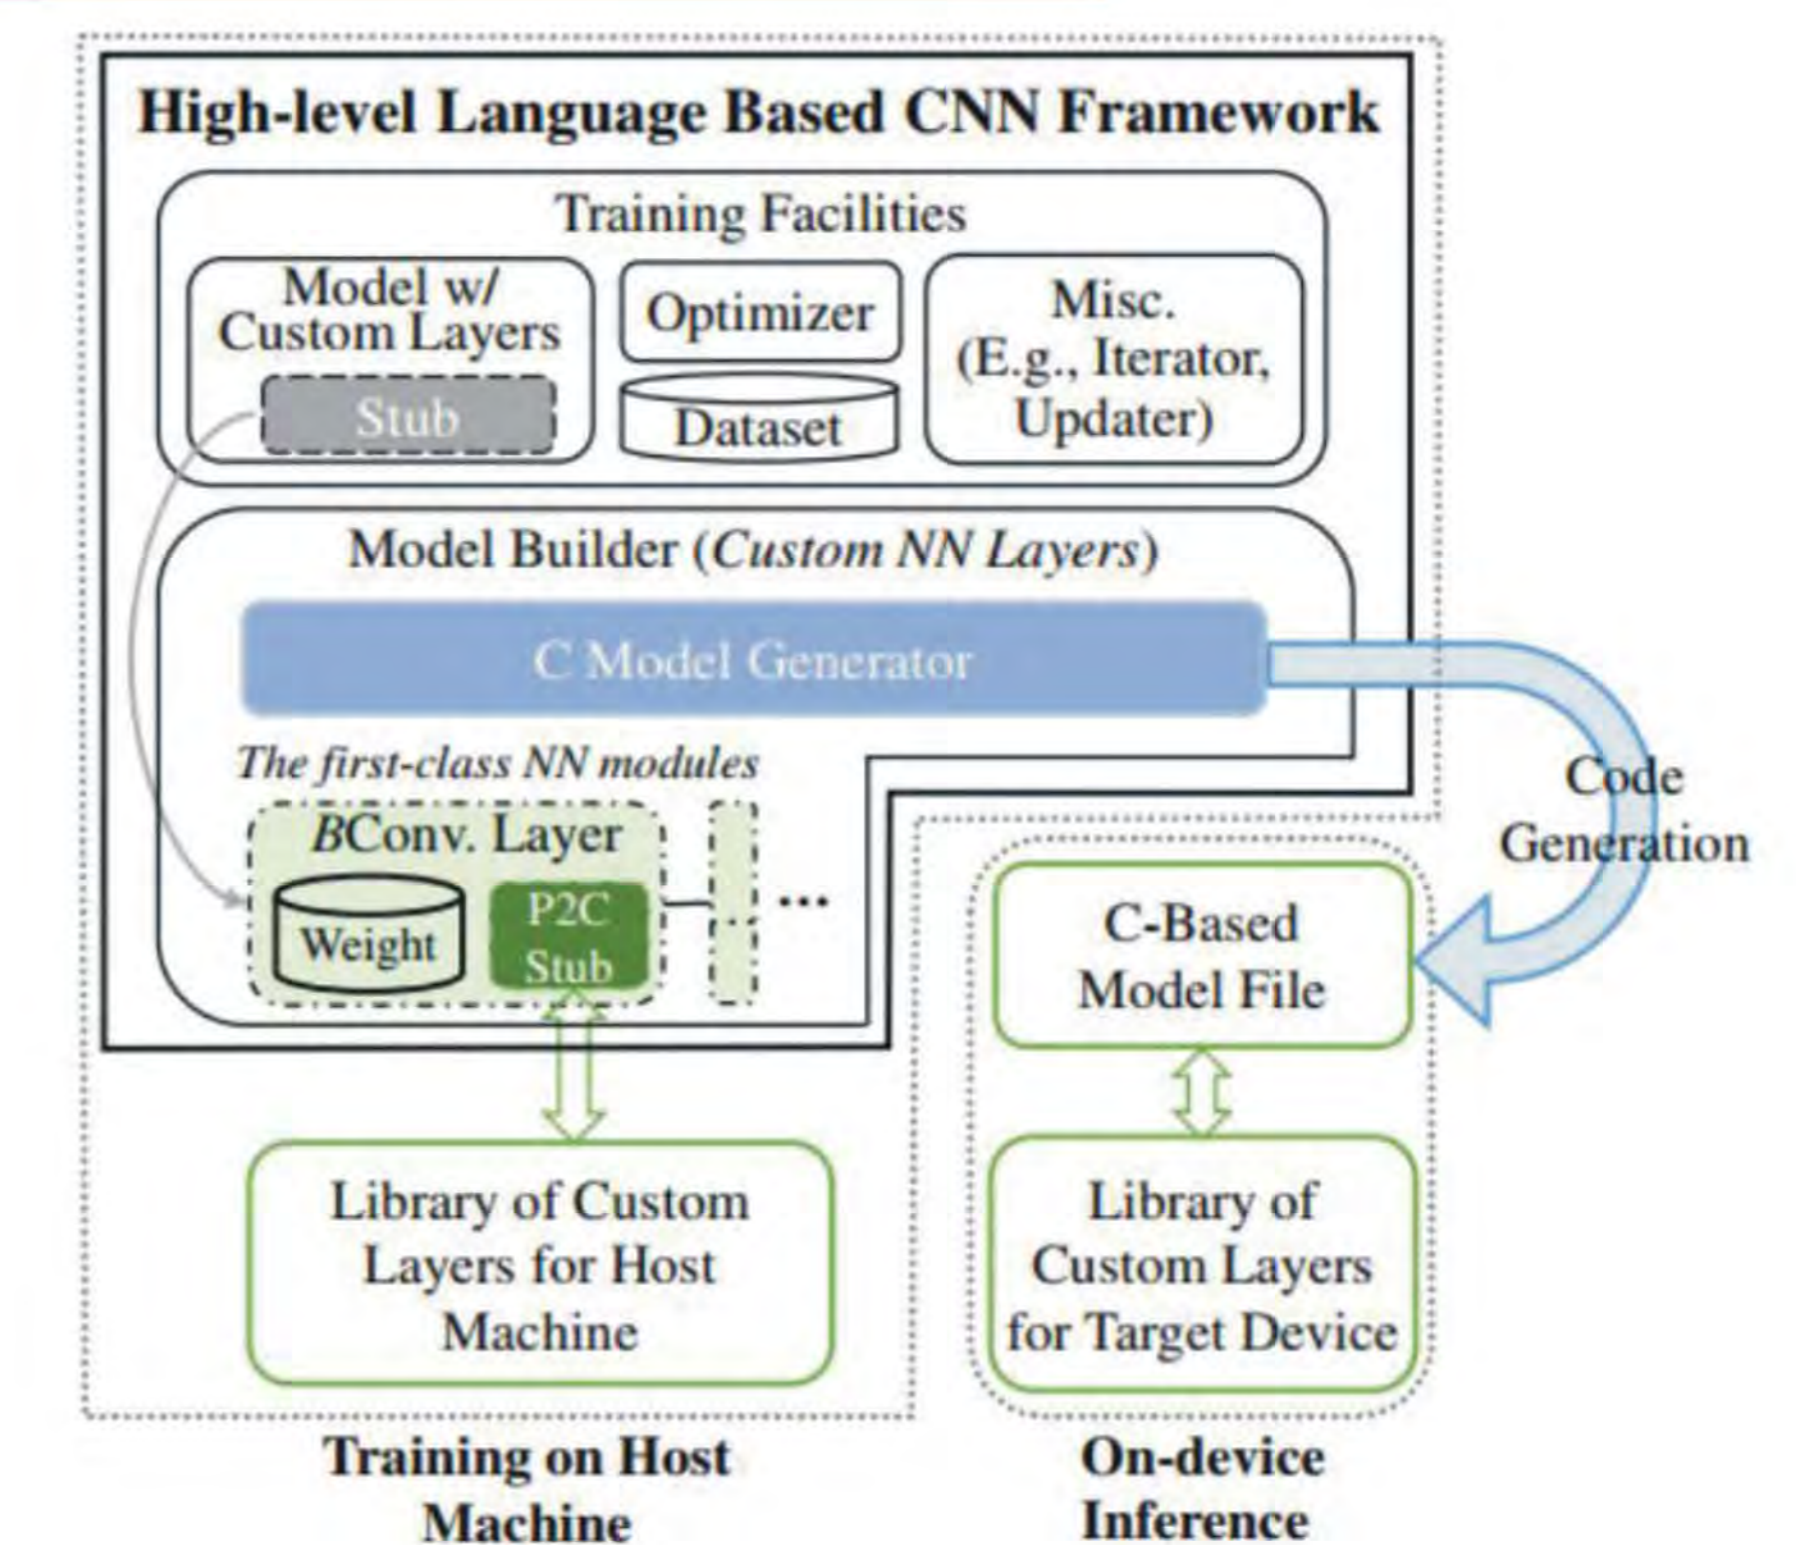 High-level Language Based CNN Framework
Training Facilities
Model w/
Custom Layers
Stub
Optimizer
Dataset
Misc.
(E.g., Iterator,
Updater)
Model Builder (Custom NN Layers)
C Model Generator
The first-class NN modules
BConv. Layer
Weight
P2C
Stub
...
Code
Generation
C-Based
Model File
Library of Custom
Layers for Host
Machine
Library of
Custom Layers
for Target Device
Training on Host
Machine
On-device
Inference